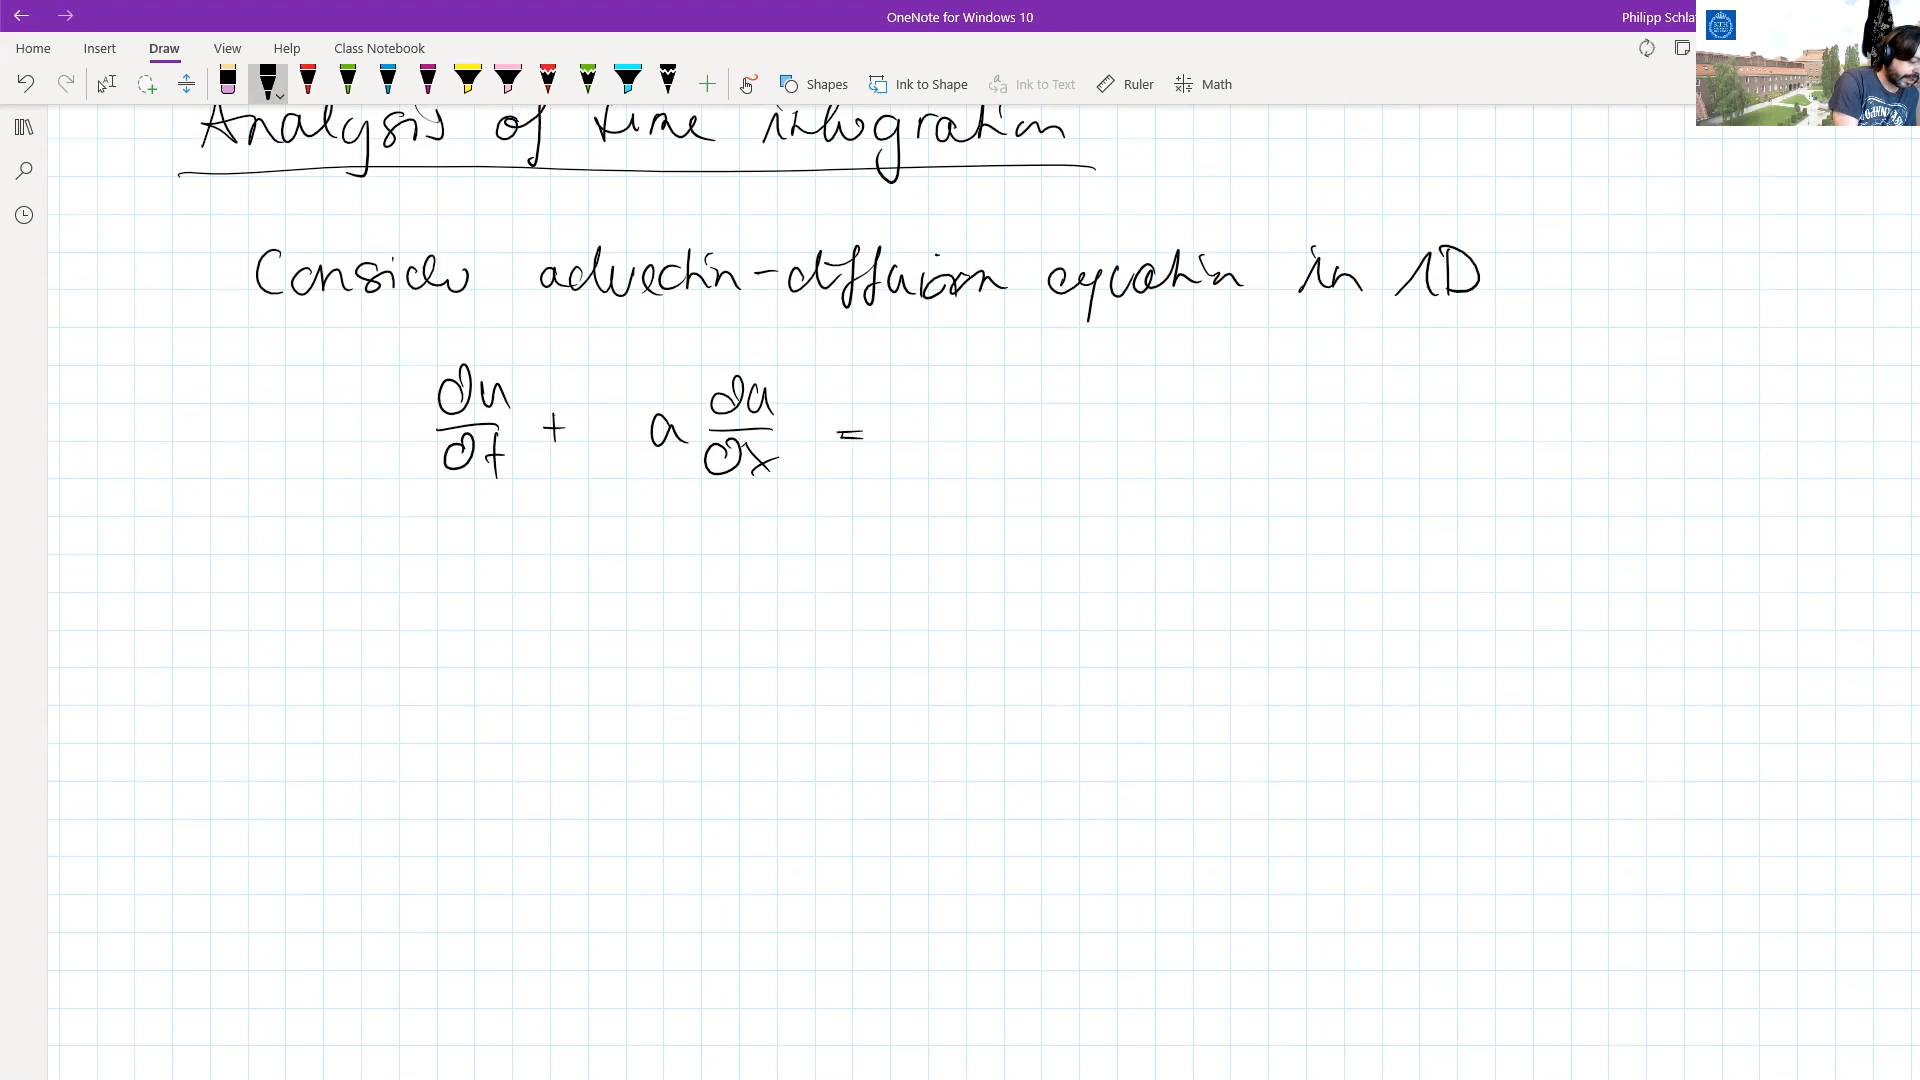 OneNote for Windows 10
Philipp Schla
Home Insert Draw View Help Class Notebook
Shapes Ink to Shape Ink to Text Ruler Math
Analysis of time integration
Consider advection-diffusion equation in 1D
∂u/∂t + a ∂u/∂x =